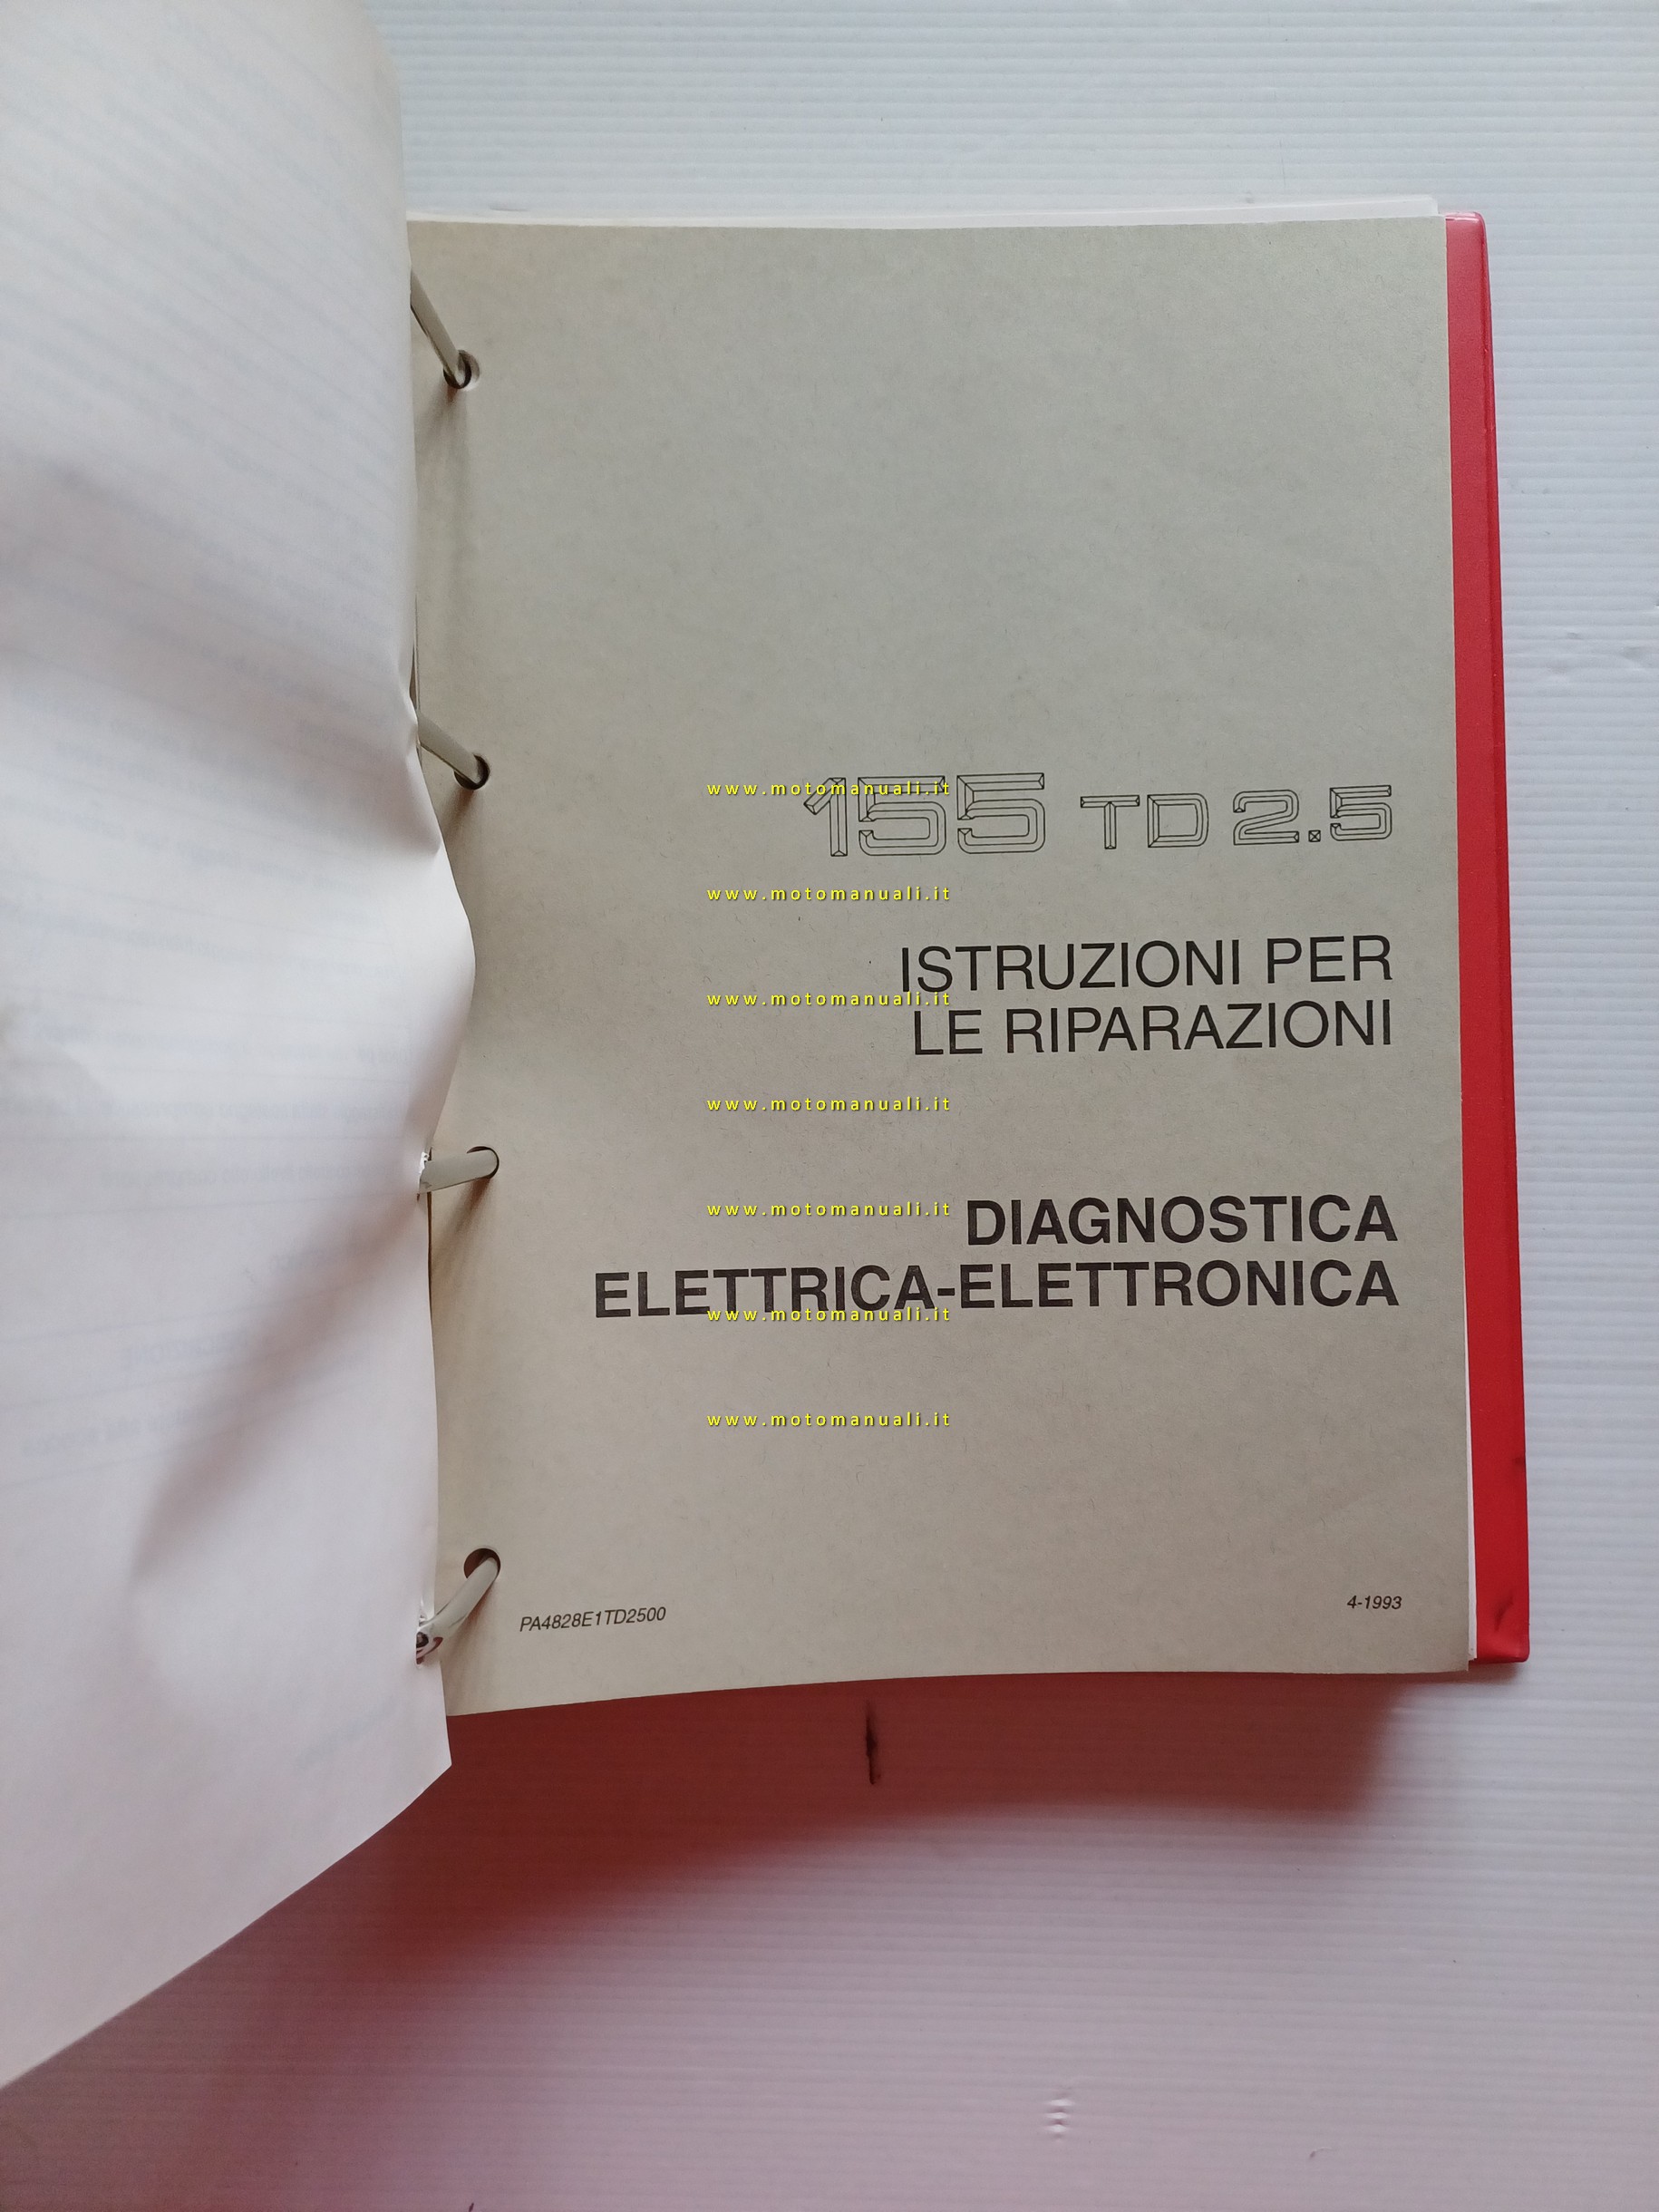 155 TD 2.5
www.motomanuali.it
www.motomanuali.it
ISTRUZIONI PER
www.motomanuali.it
LE RIPARAZIONI
www.motomanuali.it
www.motomanuali.it
DIAGNOSTICA
ELETTRICA-ELETTRONICA
www.motomanuali.it
www.motomanuali.it
PA4828E1TD2500
4-1993